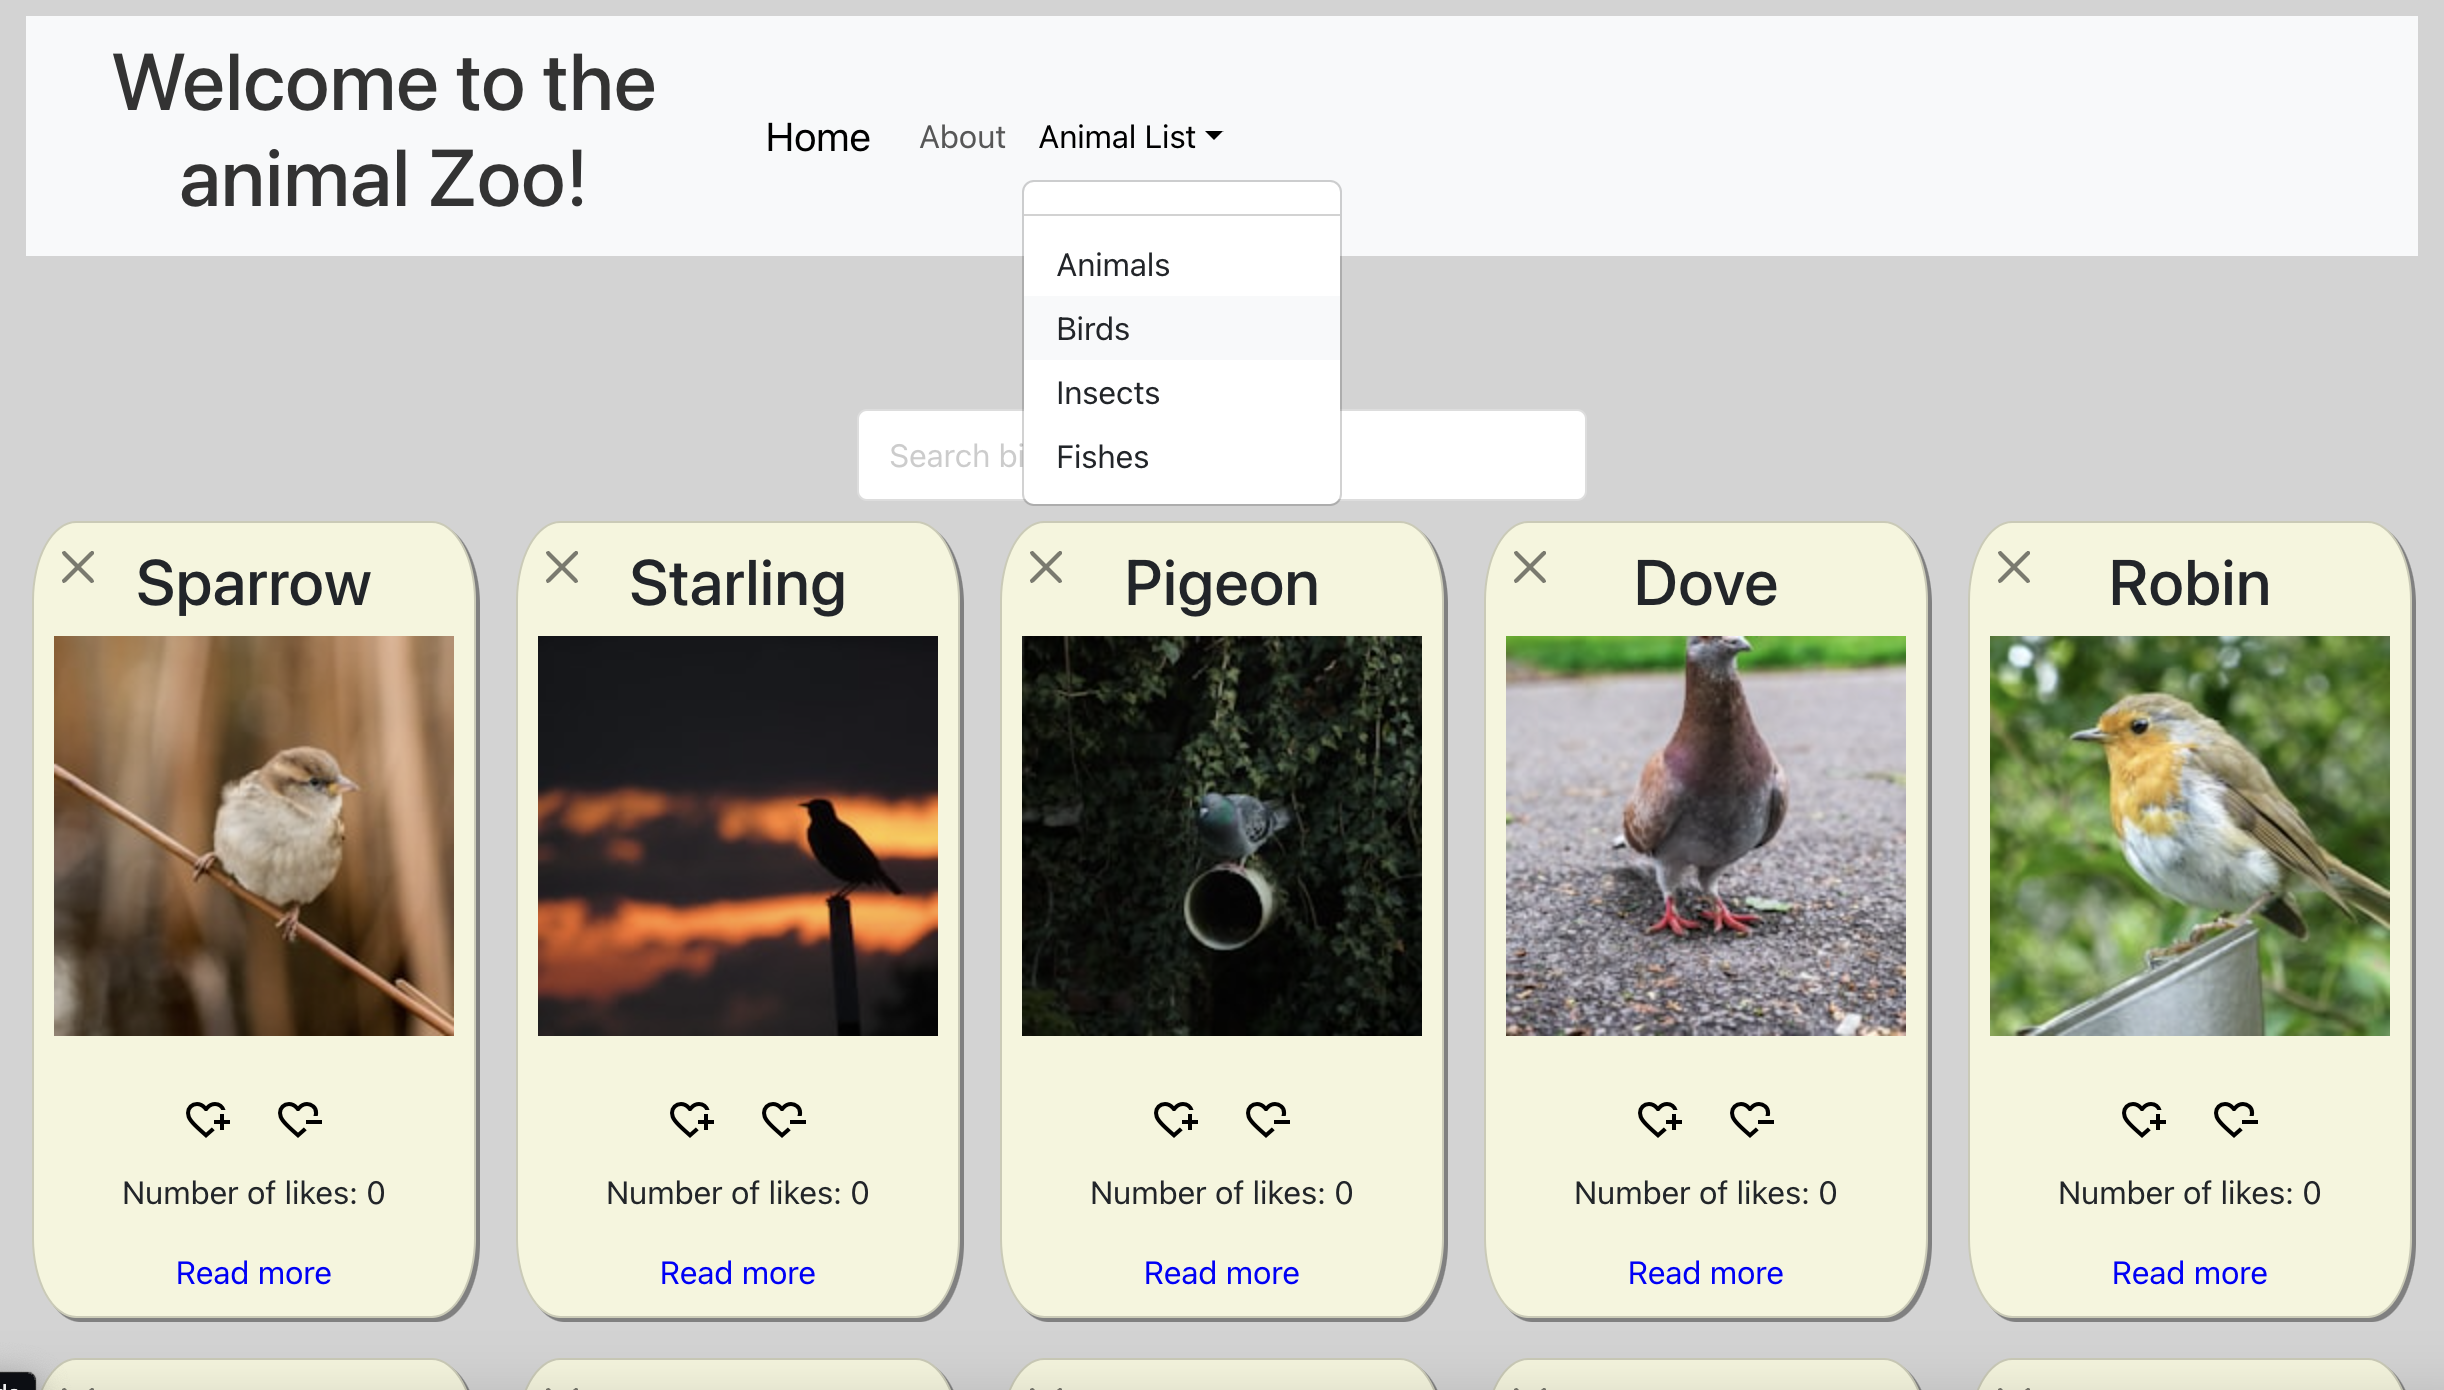 Welcome to the
animal Zoo!
Home About Animal List
Animals
Birds
Insects
Fishes
Search
Sparrow Starling Pigeon Dove Robin
Number of likes: 0 Number of likes: 0 Number of likes: 0 Number of likes: 0 Number of likes: 0
Read more Read more Read more Read more Read more